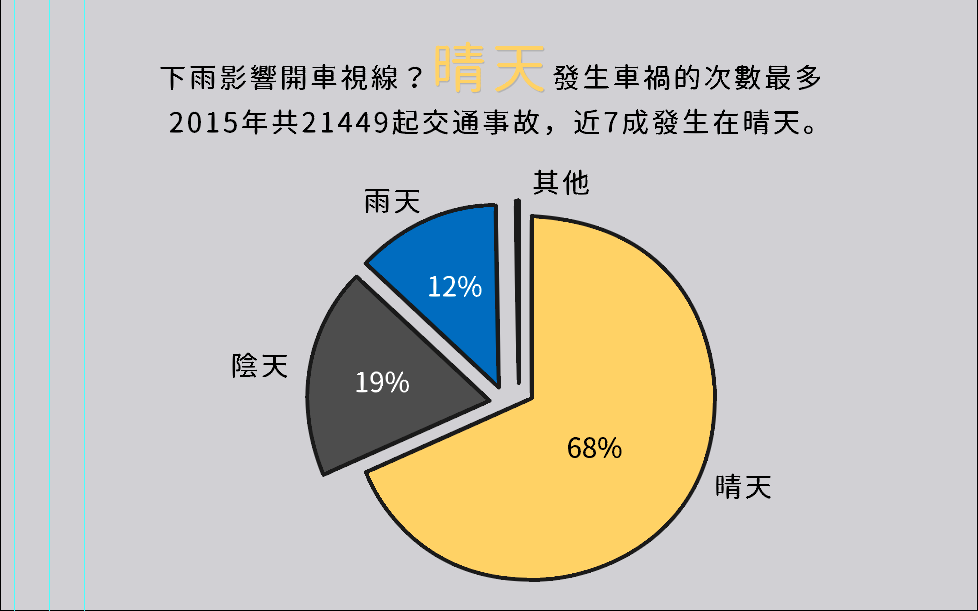 下雨影響開車視線？晴天發生車禍的次數最多
2015年共21449起交通事故，近7成發生在晴天。
其他
雨天
12%
陰天
19%
68%
晴天